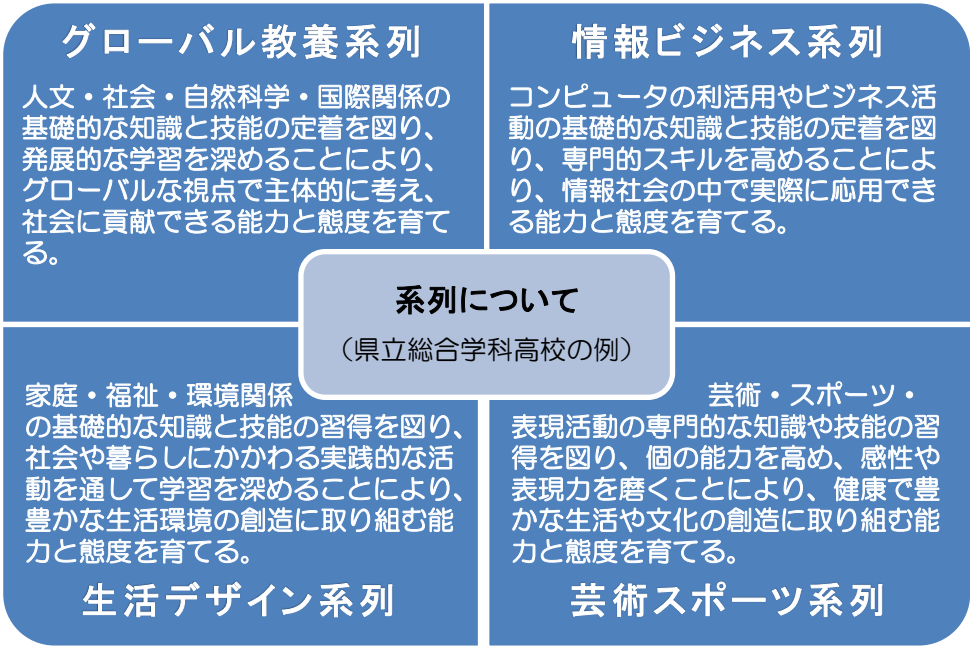 グローバル教養系列
人文・社会・自然科学・国際関係の
基礎的な知識と技能の定着を図り、
発展的な学習を深めることにより、
グローバルな視点で主体的に考え、
社会に貢献できる能力と態度を育て
る。
情報ビジネス系列
コンピュータの利活用やビジネス活
動の基礎的な知識と技能の定着を図
り、専門的スキルを高めることによ
り、情報社会の中で実際に応用でき
る能力と態度を育てる。
系列について
（県立総合学科高校の例）
家庭・福祉・環境関係
の基礎的な知識と技能の習得を図り、
社会や暮らしにかかわる実践的な活
動を通して学習を深めることにより、
豊かな生活環境の創造に取り組む能
力と態度を育てる。
生活デザイン系列
芸術・スポーツ・
表現活動の専門的な知識や技能の習
得を図り、個の能力を高め、感性や
表現力を磨くことにより、健康で豊
かな生活や文化の創造に取り組む能
力と態度を育てる。
芸術スポーツ系列